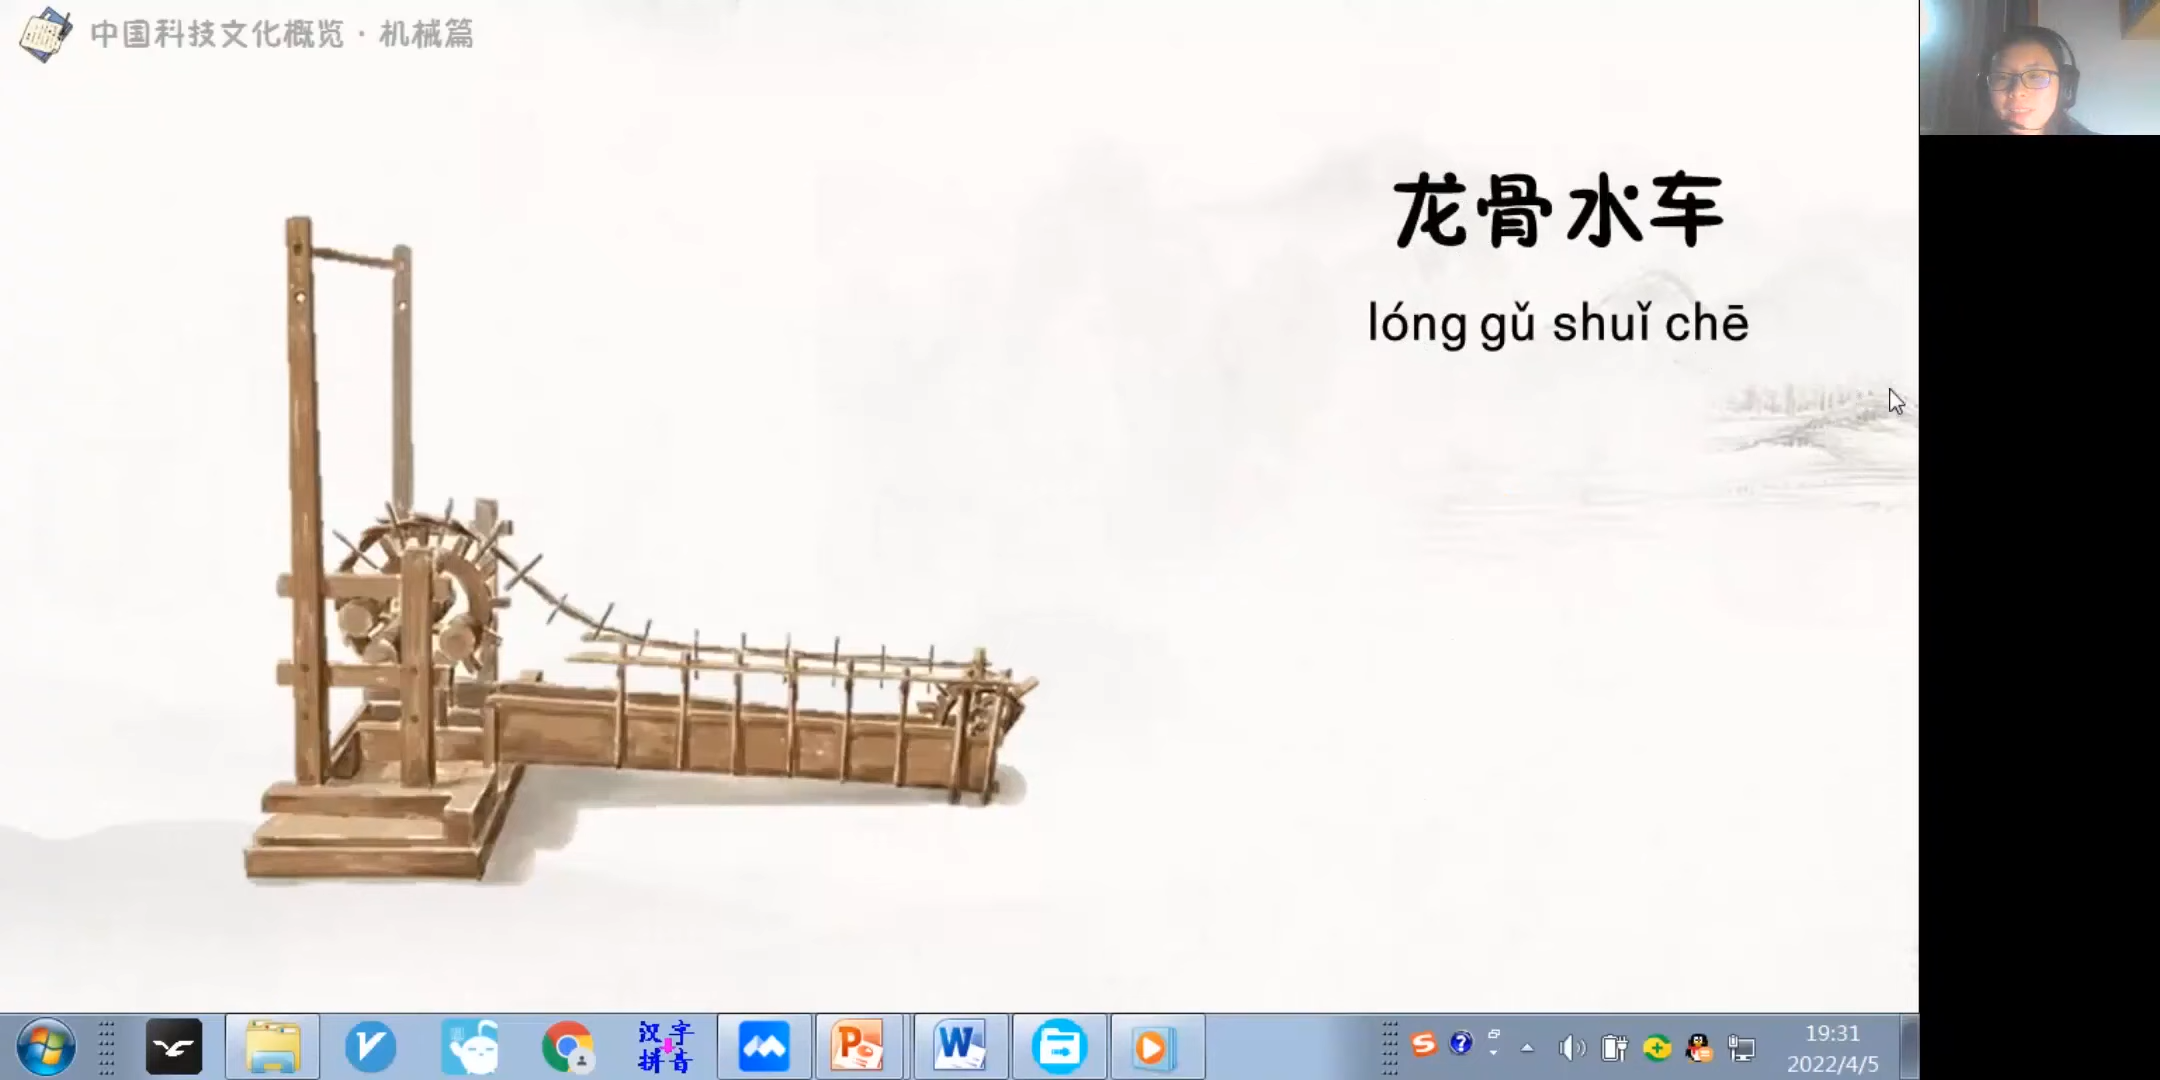 中国科技文化概览·机械篇
龙骨水车
lóng gǔ shuǐ chē
汉字
拼音
19:31
2022/4/5